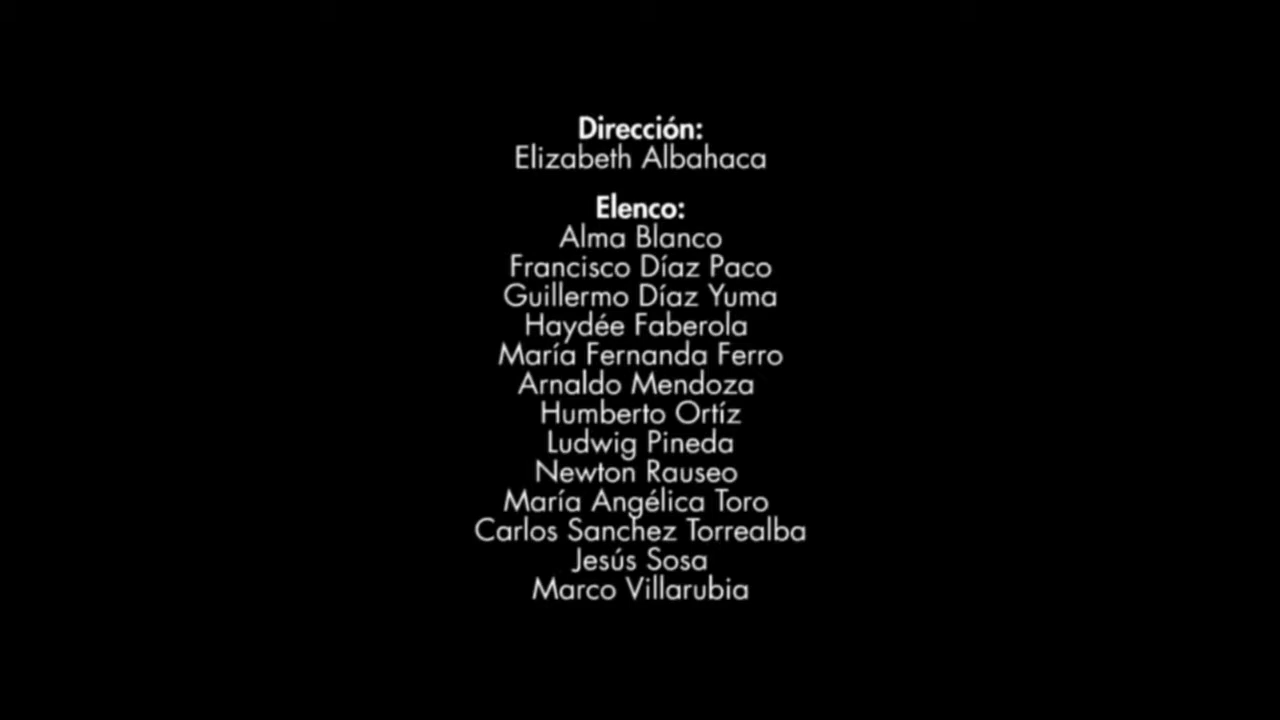 Dirección:
Elizabeth Albahaca
Elenco:
Alma Blanco
Francisco Díaz Paco
Guillermo Díaz Yuma
Haydée Faberola
María Fernanda Ferro
Arnaldo Mendoza
Humberto Ortíz
Ludwig Pineda
Newton Rauseo
María Angélica Toro
Carlos Sanchez Torrealba
Jesús Sosa
Marco Villarubia